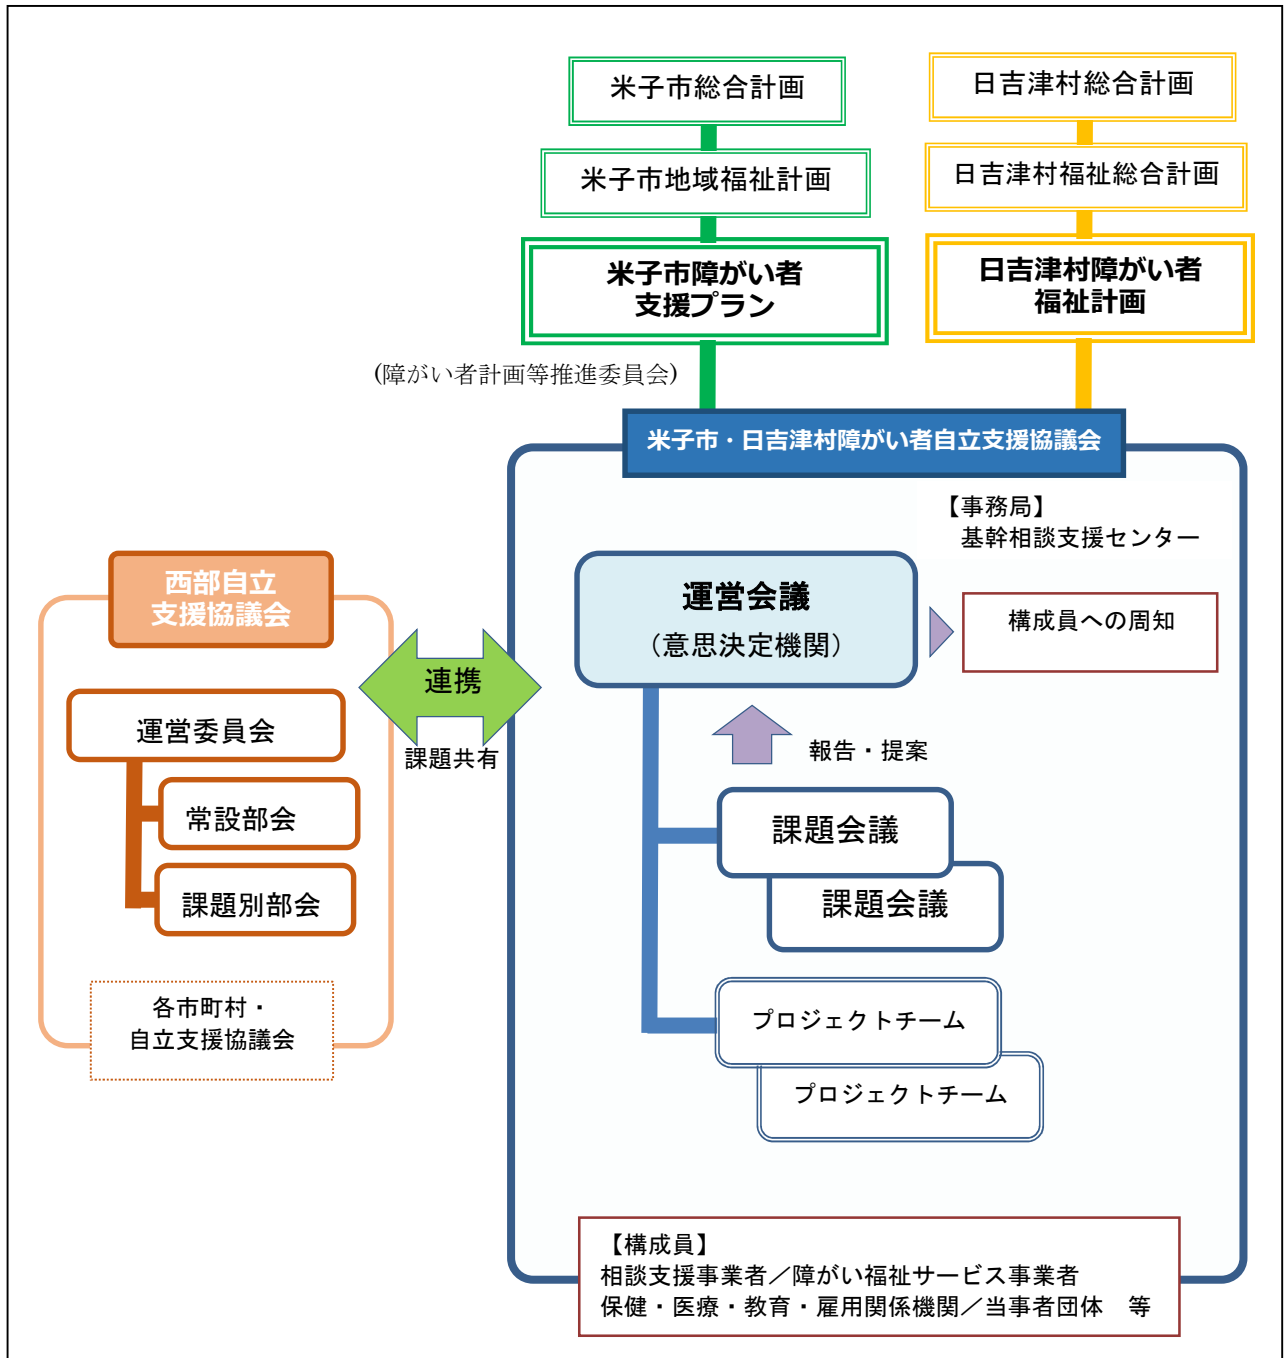 米子市総合計画
日吉津村総合計画
米子市地域福祉計画
日吉津村福祉総合計画
米子市障がい者
支援プラン
日吉津村障がい者
福祉計画
(障がい者計画等推進委員会)
米子市・日吉津村障がい者自立支援協議会
【事務局】
基幹相談支援センター
西部自立
支援協議会
運営会議
（意思決定機関）
構成員への周知
連携
課題共有
運営委員会
常設部会
課題別部会
各市町村・
自立支援協議会
報告・提案
課題会議
課題会議
プロジェクトチーム
プロジェクトチーム
【構成員】
相談支援事業者／障がい福祉サービス事業者
保健・医療・教育・雇用関係機関／当事者団体　等